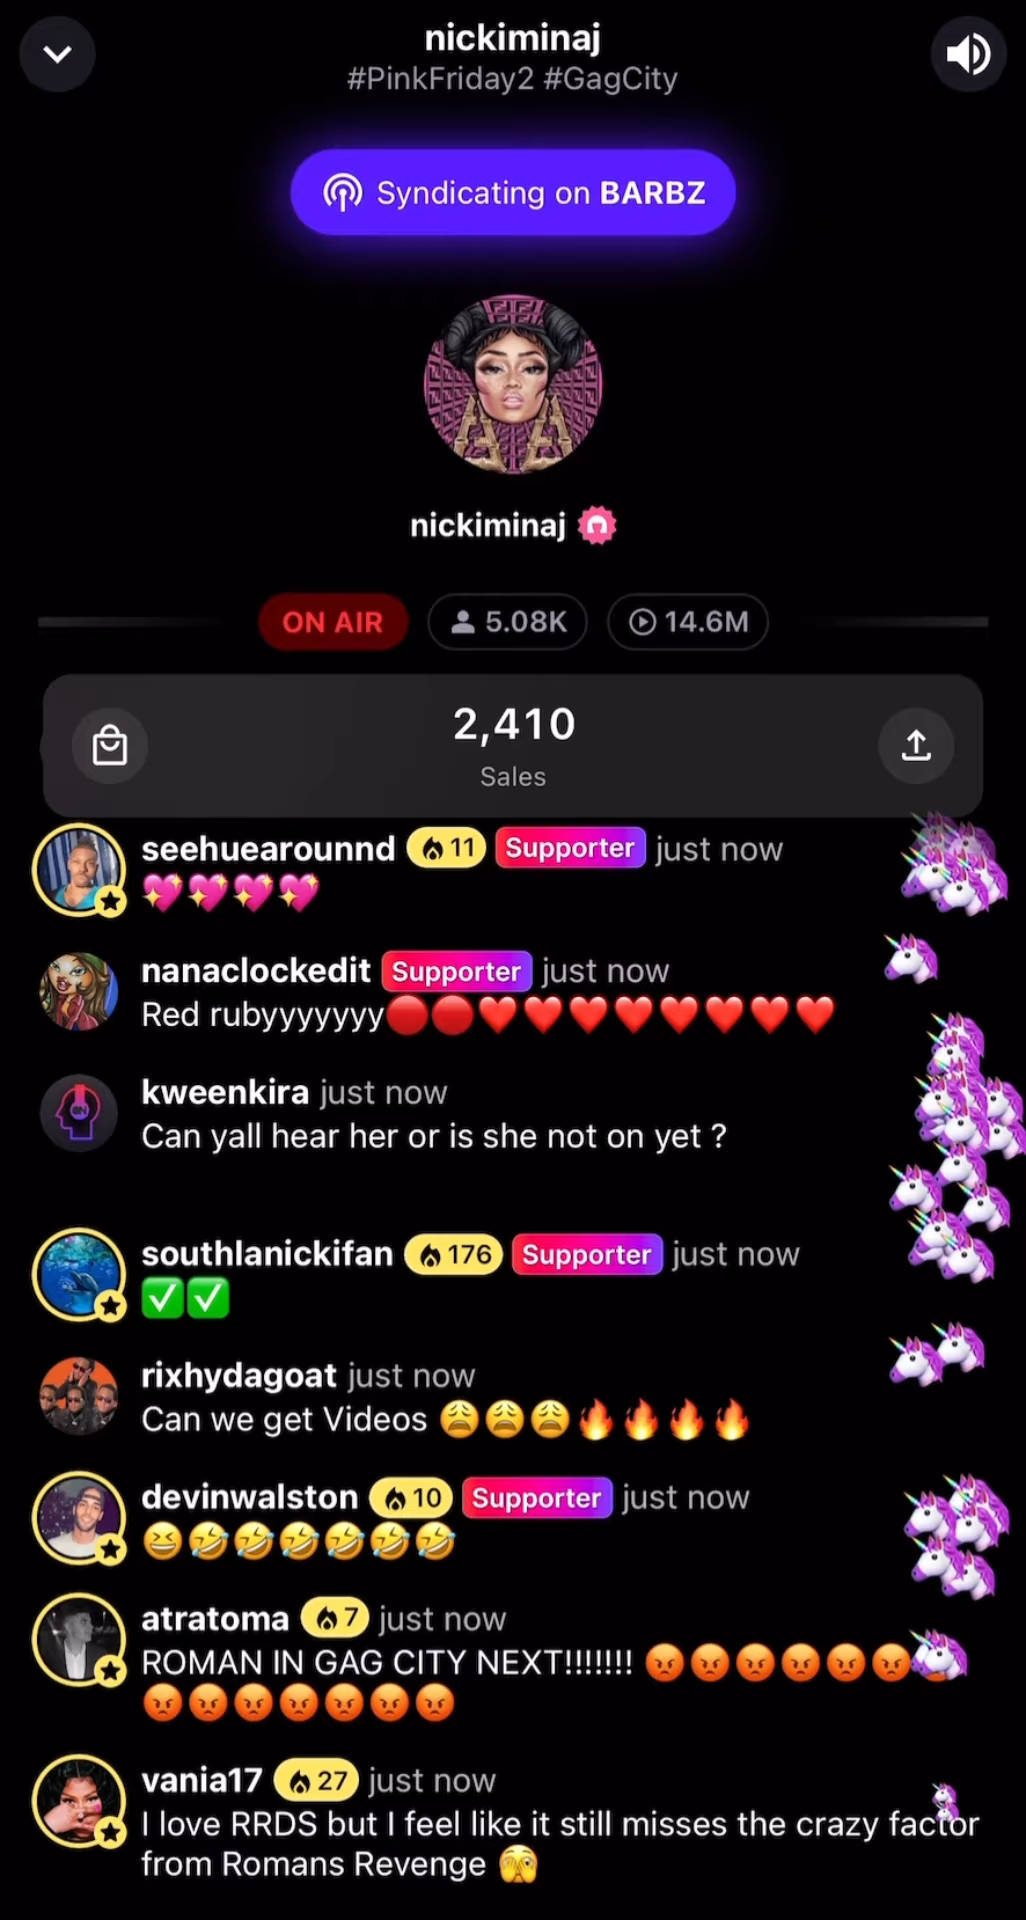 nickiminaj
#PinkFriday2 #GagCity
Syndicating on BARBZ
nickiminaj
ON AIR 5.08K 14.6M
2,410
Sales
seehuearounnd 🔥11 Supporter just now
💖💖💖💖
nanaclockedit Supporter just now
Red rubyyyyyyy🔴🔴❤️❤️❤️❤️❤️❤️❤️❤️
kweenkira just now
Can yall hear her or is she not on yet ?
southlanickifan 🔥176 Supporter just now
✅✅
rixhydagoat just now
Can we get Videos 😩😩😩🔥🔥🔥🔥
devinwalston 🔥10 Supporter just now
😆🤣🤣🤣🤣🤣🤣
atratoma 🔥7 just now
ROMAN IN GAG CITY NEXT!!!!!!! 😡😡😡😡😡😡😡
😡😡😡😡😡😡😡
vania17 🔥27 just now
I love RRDS but I feel like it still misses the crazy factor
from Romans Revenge 🫣